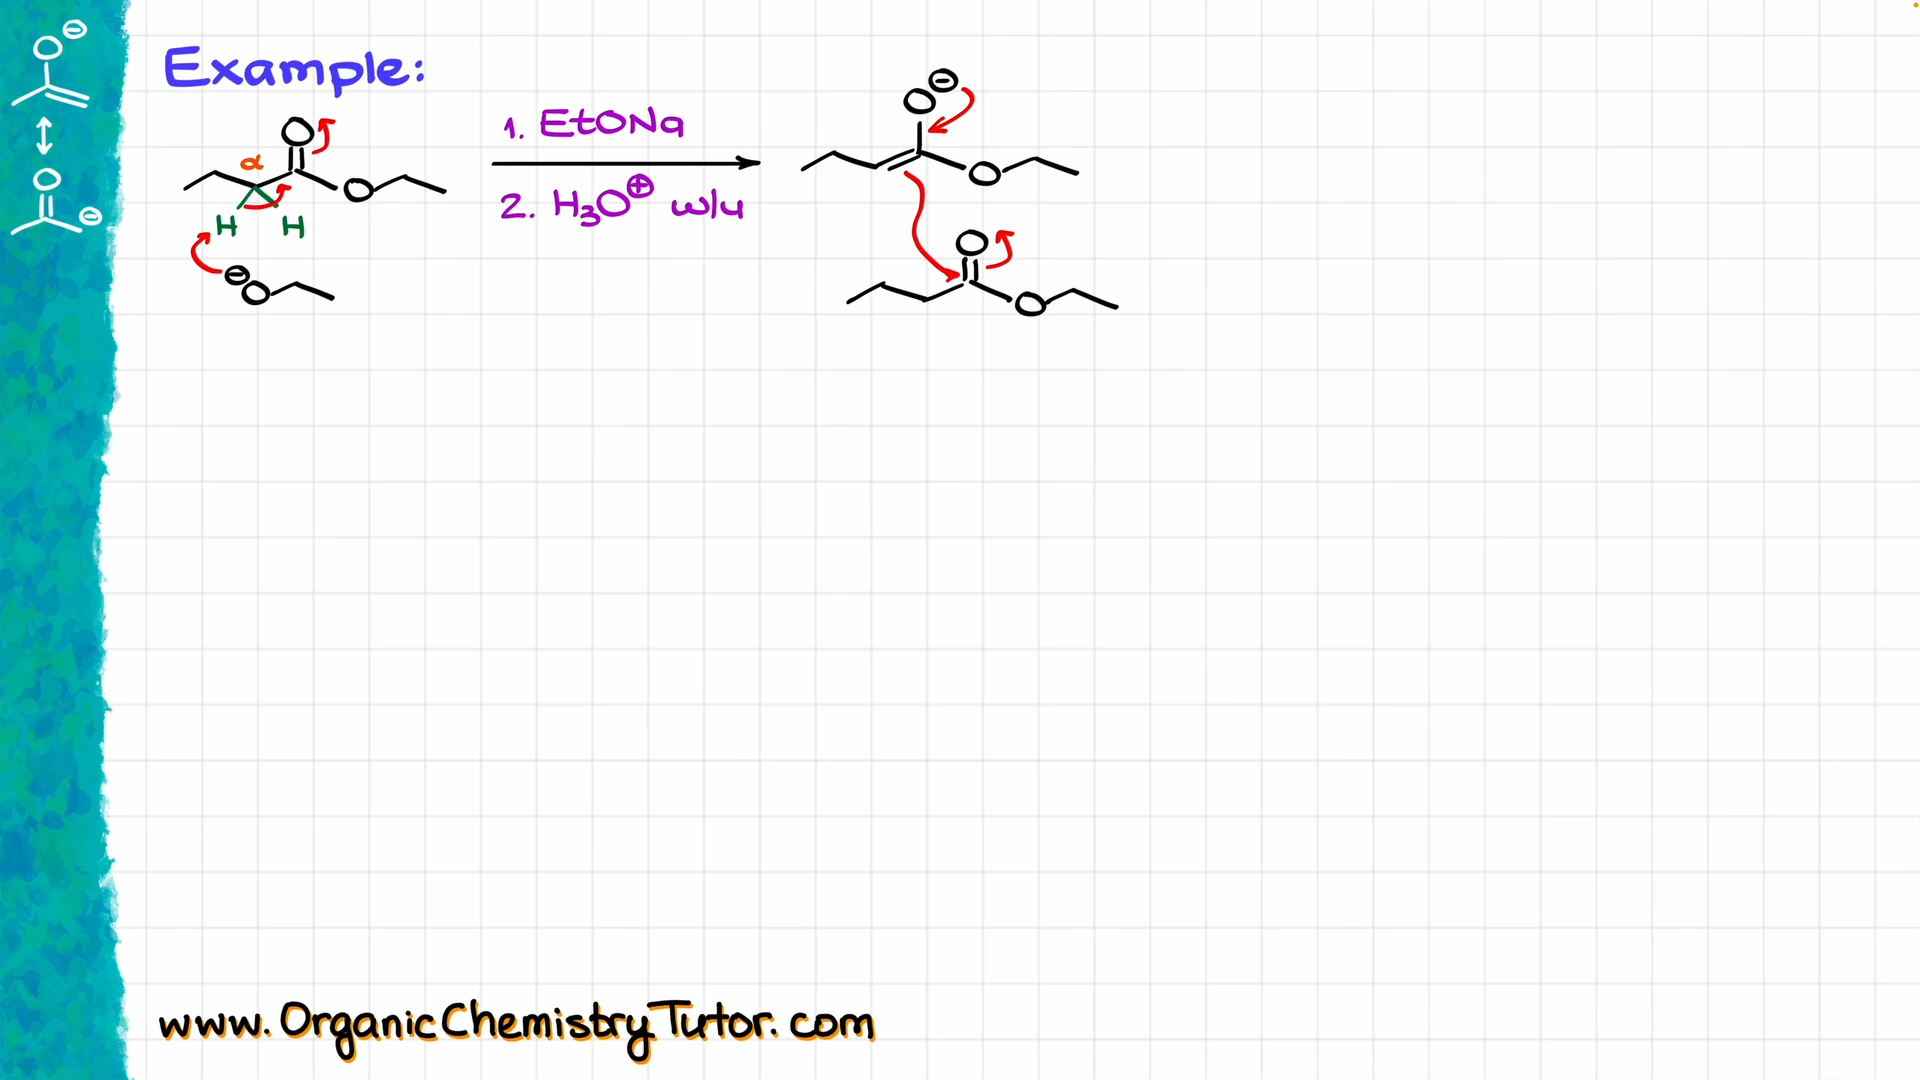 Example:
O⊖
O
⊖
α
O
O
H H
⊖O
1. EtONa
2. H₃O⊕ w/u
O⊖
O
O
O
www.OrganicChemistryTutor.com